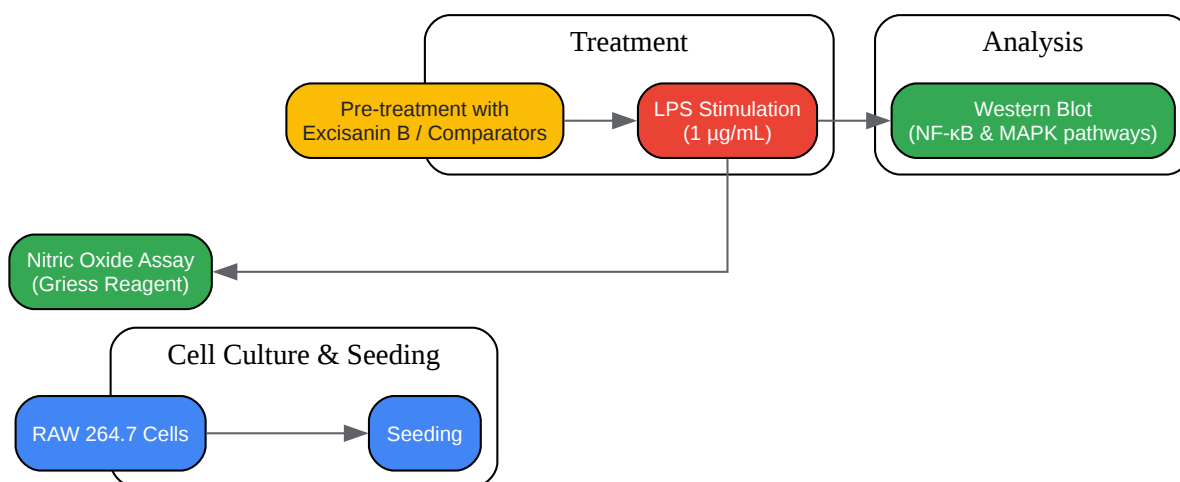 Treatment
Analysis
Pre-treatment with
Excisanin B / Comparators
LPS Stimulation
(1 µg/mL)
Western Blot
(NF-κB & MAPK pathways)
Nitric Oxide Assay
(Griess Reagent)
Cell Culture & Seeding
RAW 264.7 Cells
Seeding